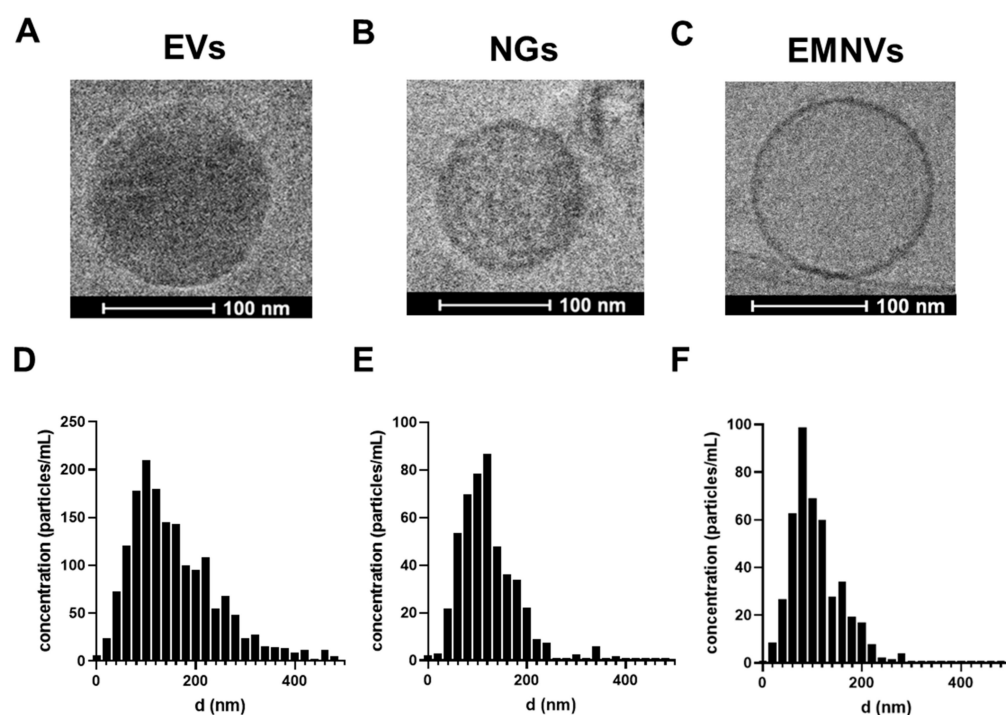 A
EVs
B
NGs
C
EMNVs
100 nm
100 nm
100 nm
D
E
F
concentration (particles/mL)
250
200
150
100
50
0
0
200
400
d (nm)
concentration (particles/mL)
100
80
60
40
20
0
0
200
400
d (nm)
concentration (particles/mL)
100
80
60
40
20
0
0
200
400
d (nm)